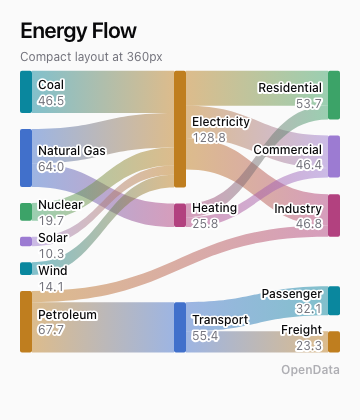 Energy Flow
Compact layout at 360px
Coal
46.5
Natural Gas
64.0
Nuclear
19.7
Solar
10.3
Wind
14.1
Petroleum
67.7
Electricity
128.8
Heating
25.8
Transport
55.4
Residential
53.7
Commercial
46.4
Industry
46.8
Passenger
32.1
Freight
23.3
OpenData